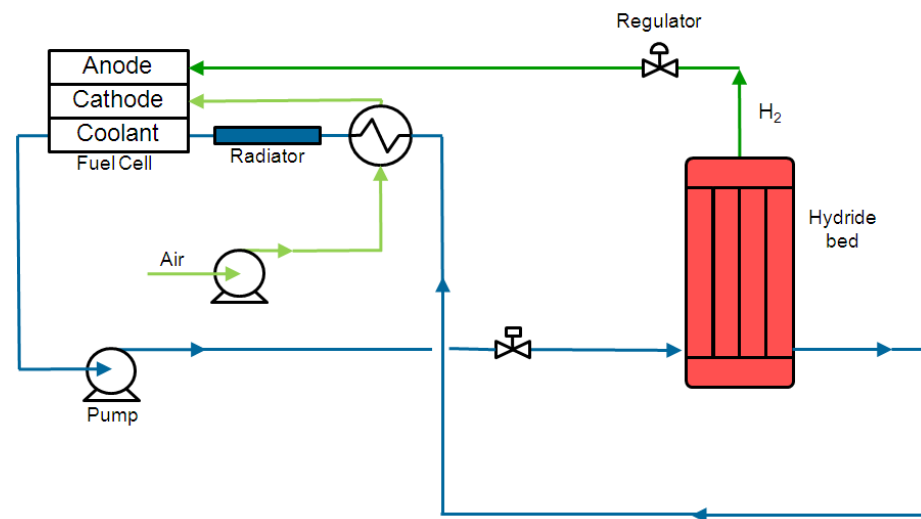 Regulator
Anode
Cathode
Coolant
Fuel Cell
Radiator
H₂
Hydride
bed
Air
Pump